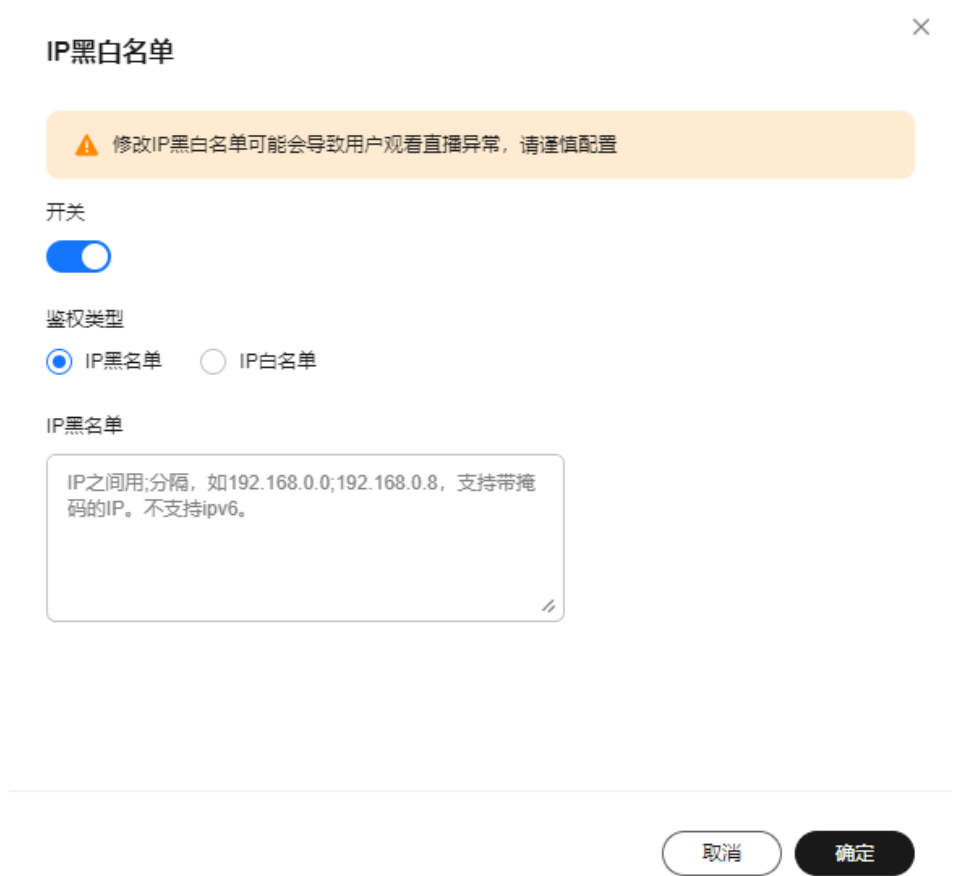 IP黑白名单
修改IP黑白名单可能会导致用户观看直播异常，请谨慎配置
开关
鉴权类型
IP黑名单 IP白名单
IP黑名单
IP之间用;分隔，如192.168.0.0;192.168.0.8，支持带掩
码的IP。不支持ipv6。
取消 确定